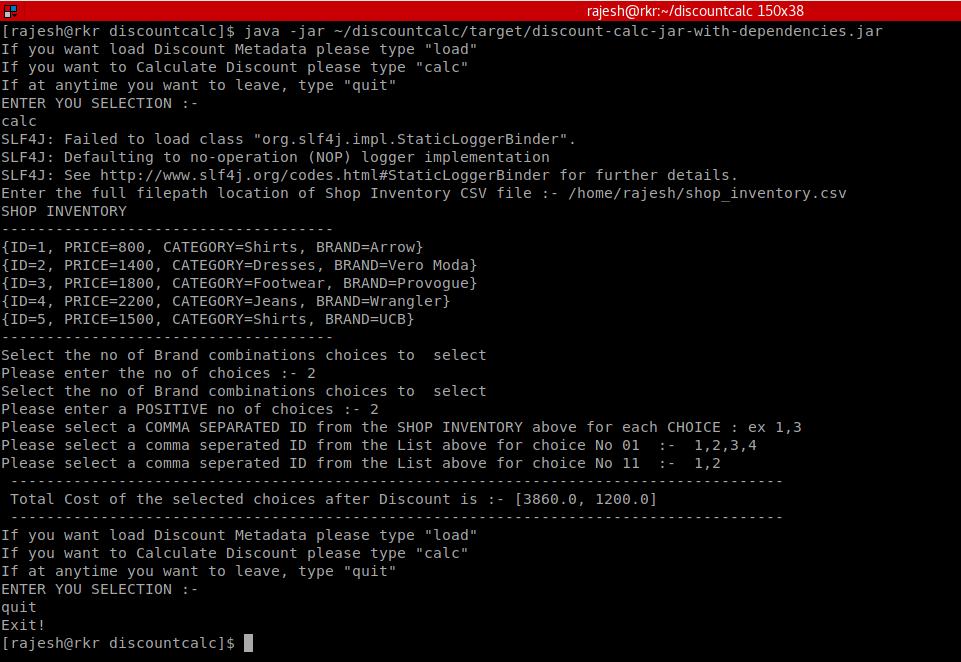 rajesh@rkr:~/discountcalc 150x38
[rajesh@rkr discountcalc]$ java -jar ~/discountcalc/target/discount-calc-jar-with-dependencies.jar
If you want load Discount Metadata please type "load"
If you want to Calculate Discount please type "calc"
If at anytime you want to leave, type "quit"
ENTER YOU SELECTION :-
calc
SLF4J: Failed to load class "org.slf4j.impl.StaticLoggerBinder".
SLF4J: Defaulting to no-operation (NOP) logger implementation
SLF4J: See http://www.slf4j.org/codes.html#StaticLoggerBinder for further details.
Enter the full filepath location of Shop Inventory CSV file :- /home/rajesh/shop_inventory.csv
SHOP INVENTORY
-------------------------------------
{ID=1, PRICE=800, CATEGORY=Shirts, BRAND=Arrow}
{ID=2, PRICE=1400, CATEGORY=Dresses, BRAND=Vero Moda}
{ID=3, PRICE=1800, CATEGORY=Footwear, BRAND=Provogue}
{ID=4, PRICE=2200, CATEGORY=Jeans, BRAND=Wrangler}
{ID=5, PRICE=1500, CATEGORY=Shirts, BRAND=UCB}
-------------------------------------
Select the no of Brand combinations choices to  select
Please enter the no of choices :- 2
Select the no of Brand combinations choices to  select
Please enter a POSITIVE no of choices :- 2
Please select a COMMA SEPARATED ID from the SHOP INVENTORY above for each CHOICE : ex 1,3
Please select a comma seperated ID from the List above for choice No 01  :-  1,2,3,4
Please select a comma seperated ID from the List above for choice No 11  :-  1,2
 --------------------------------------------------------------------------------------
 Total Cost of the selected choices after Discount is :- [3860.0, 1200.0]
 --------------------------------------------------------------------------------------
If you want load Discount Metadata please type "load"
If you want to Calculate Discount please type "calc"
If at anytime you want to leave, type "quit"
ENTER YOU SELECTION :-
quit
Exit!
[rajesh@rkr discountcalc]$